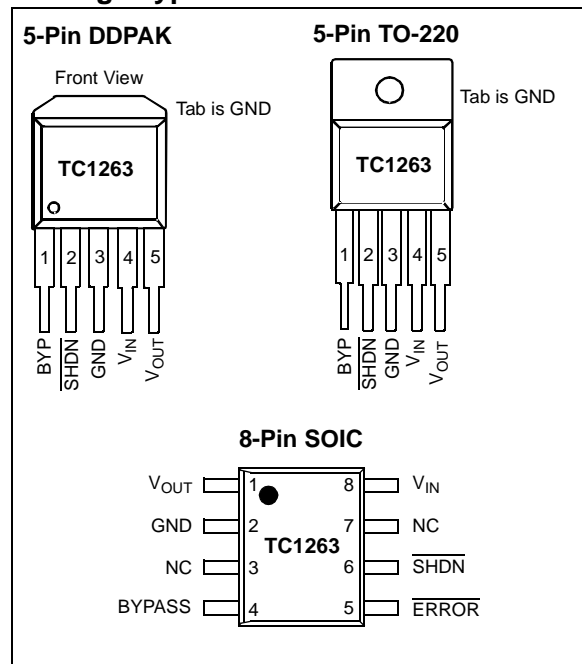 5-Pin DDPAK
Front View
Tab is GND
TC1263
1 2 3 4 5
BYP
SHDN
GND
VIN
VOUT
5-Pin TO-220
Tab is GND
TC1263
1 2 3 4 5
BYP
SHDN
GND
VIN
VOUT
8-Pin SOIC
VOUT 1 8 VIN
GND 2 7 NC
TC1263
NC 3 6 SHDN
BYPASS 4 5 ERROR